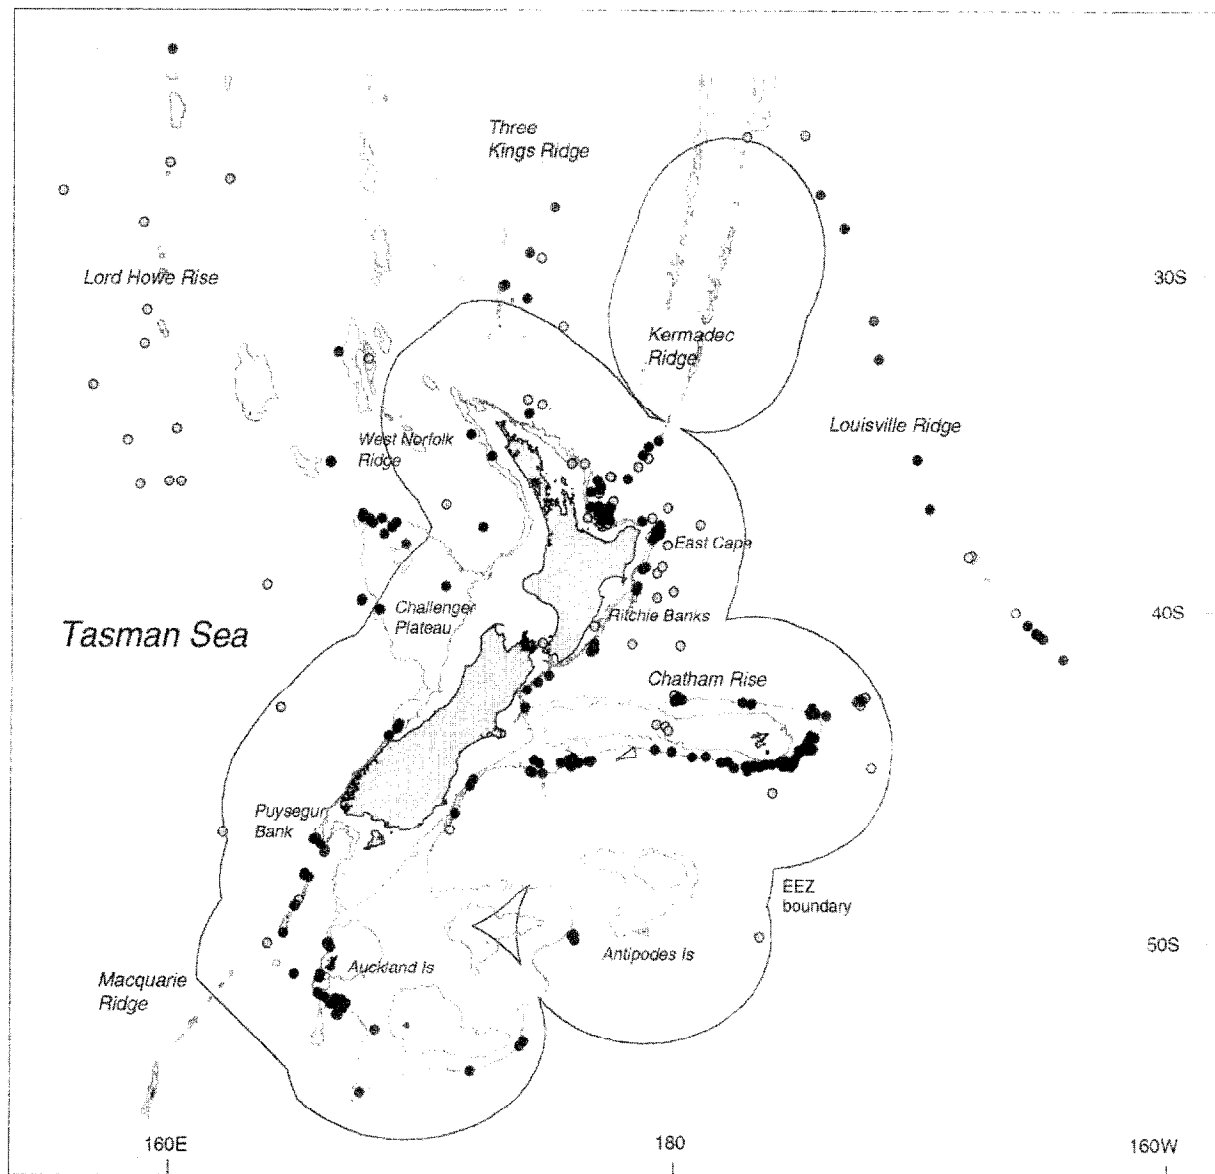 Three
Kings Ridge
Lord Howe Rise
30S
Kermadec
Ridge
Louisville Ridge
West Norfolk
Ridge
East Cape
Challenger
Plateau
Ritchie Banks
40S
Tasman Sea
Chatham Rise
Puysegur
Bank
EEZ
boundary
Antipodes Is
50S
Auckland Is
Macquarie
Ridge
160E
180
160W